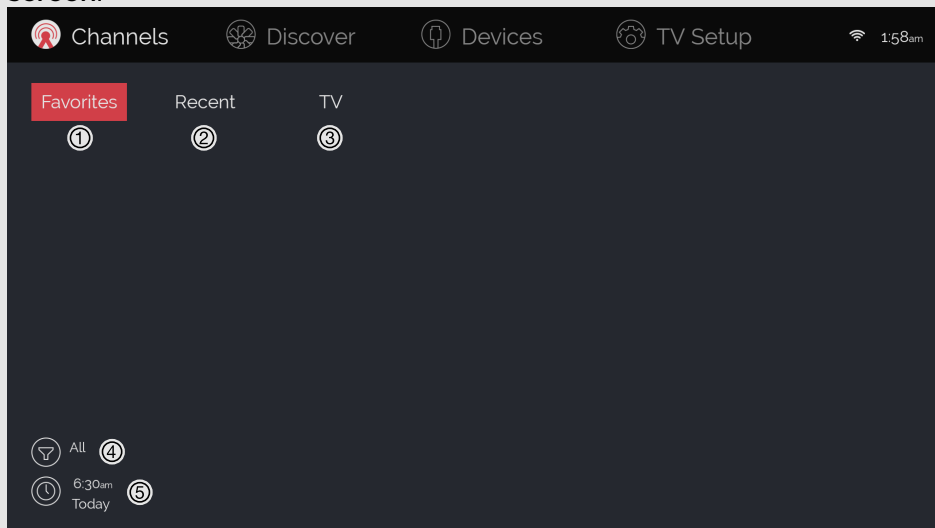 Channels Discover Devices TV Setup 1:58am
Favorites Recent TV
① ② ③
All ④
6:30am ⑤
Today